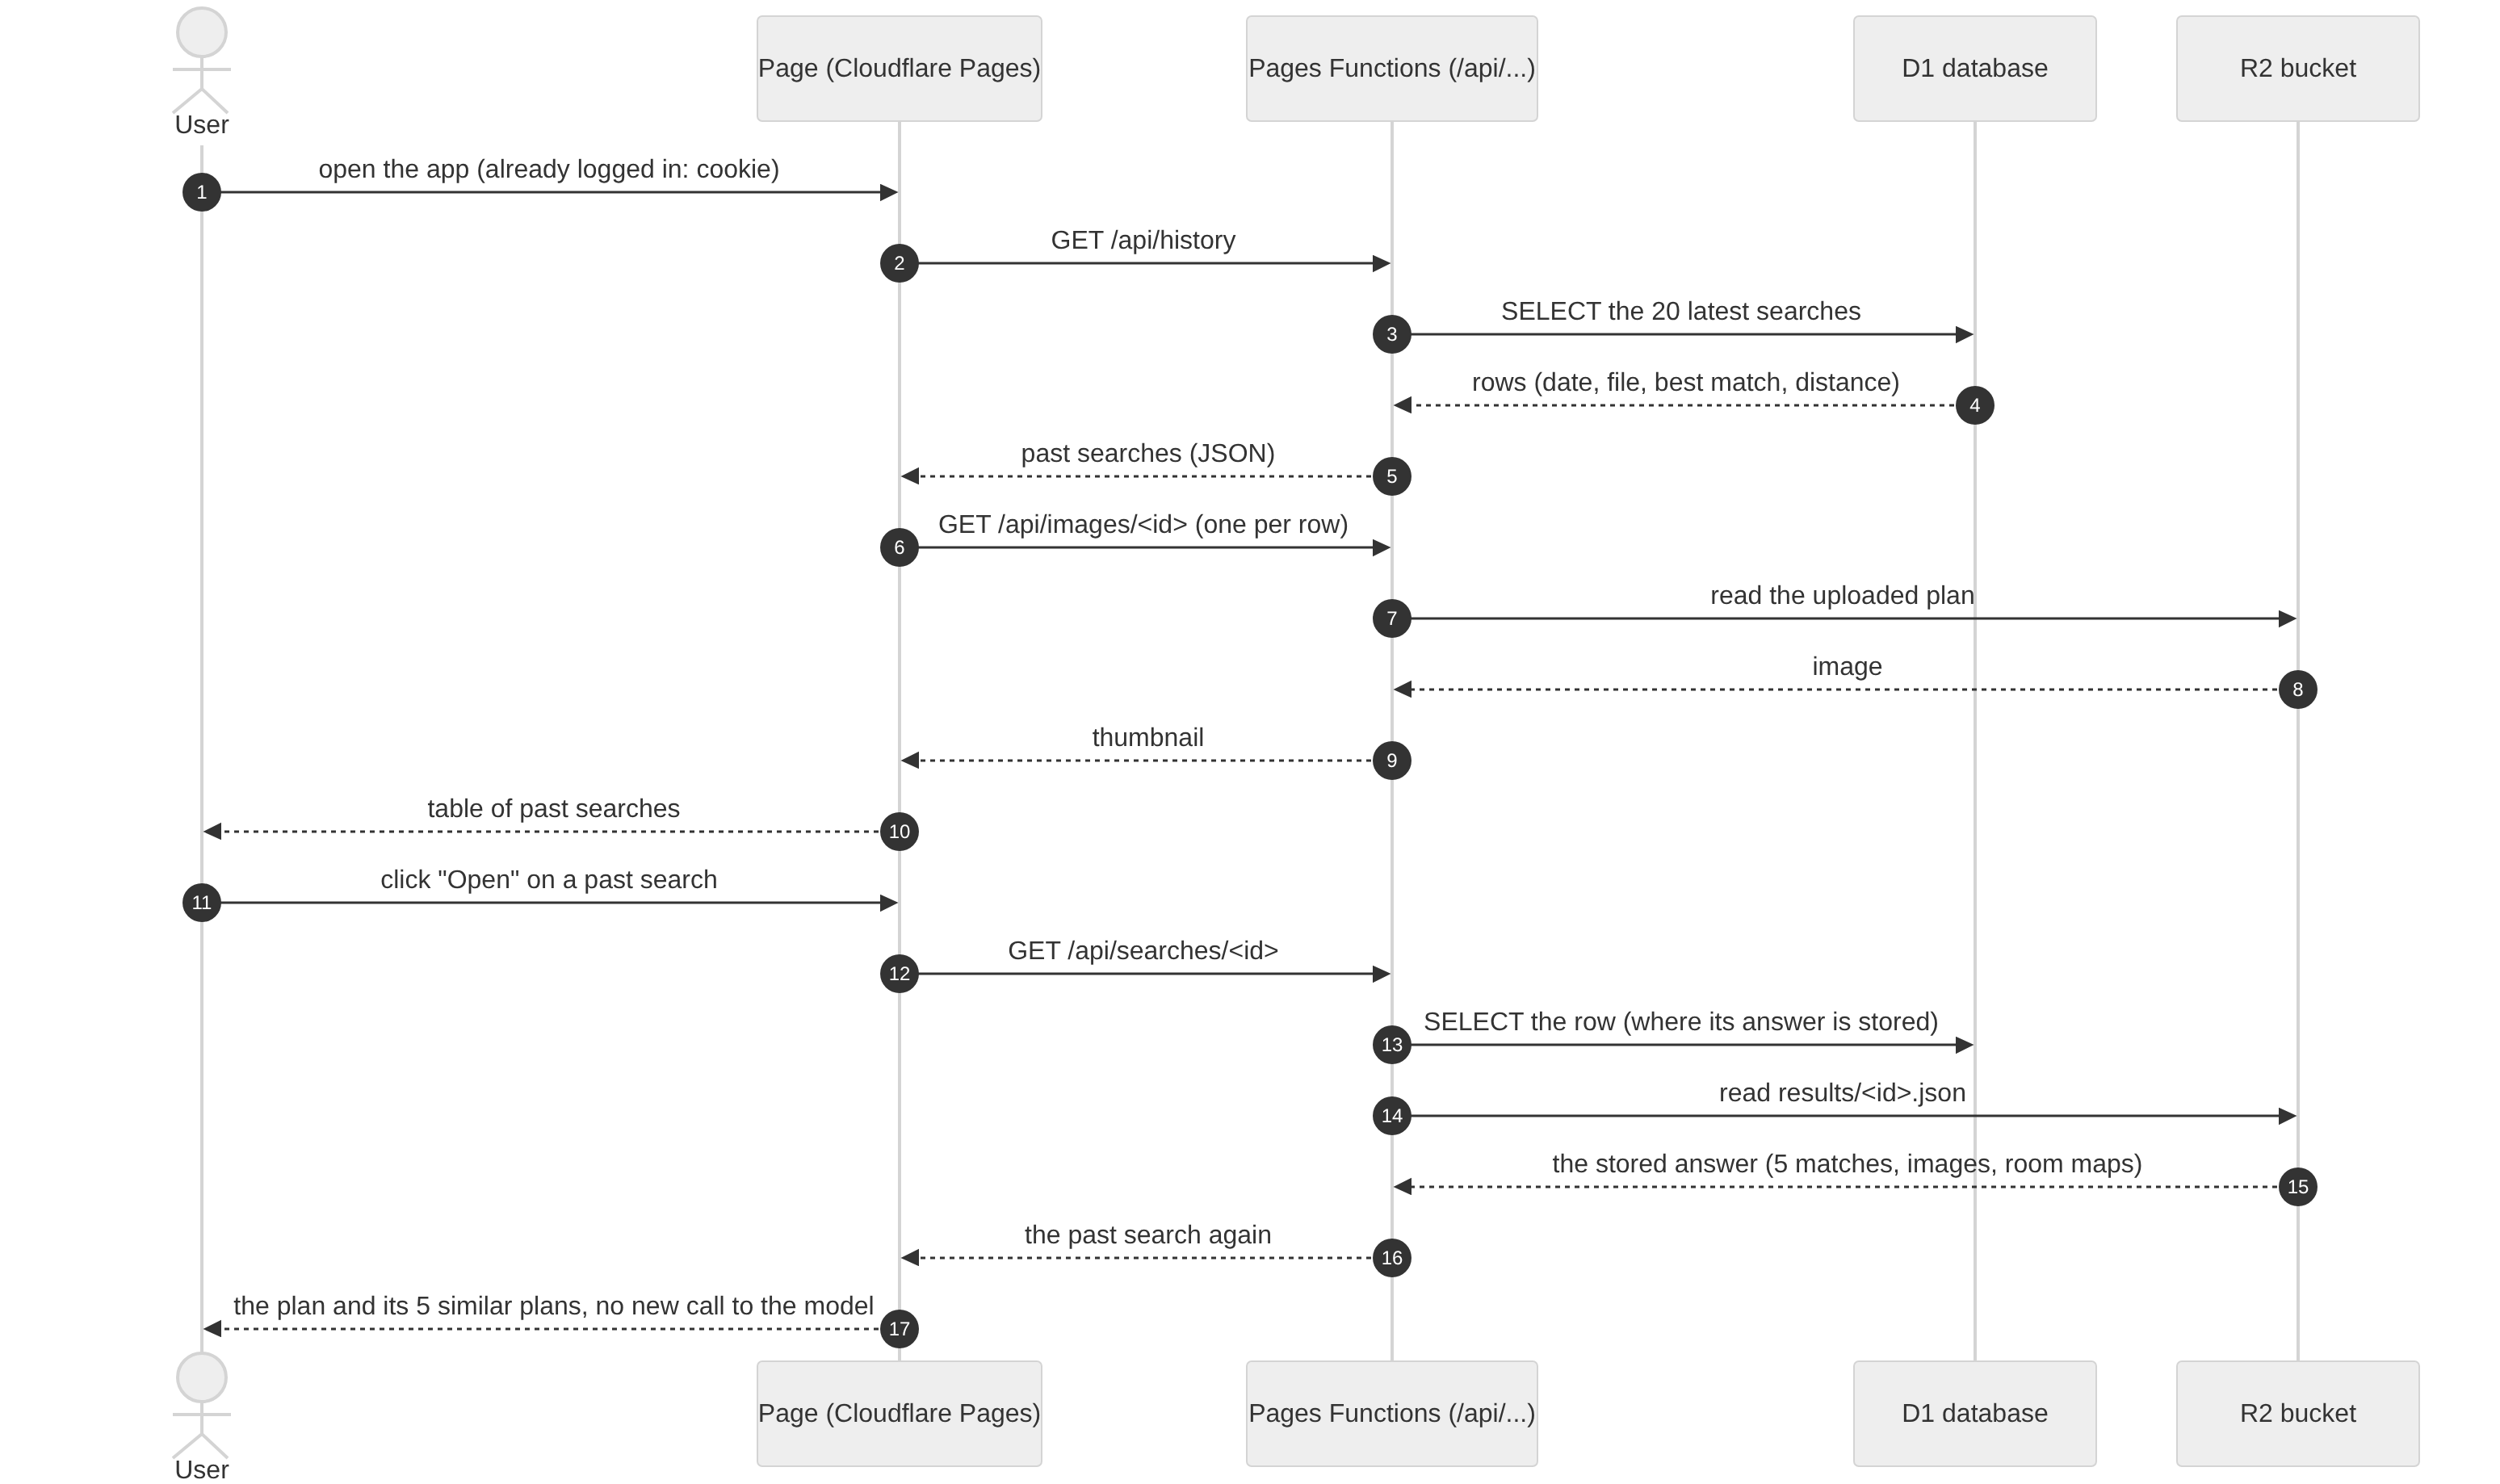 User
Page (Cloudflare Pages)
Pages Functions (/api/...)
D1 database
R2 bucket
open the app (already logged in: cookie)
1
GET /api/history
2
SELECT the 20 latest searches
3
rows (date, file, best match, distance)
4
past searches (JSON)
5
GET /api/images/<id> (one per row)
6
read the uploaded plan
7
image
8
thumbnail
9
table of past searches
10
click "Open" on a past search
11
GET /api/searches/<id>
12
SELECT the row (where its answer is stored)
13
read results/<id>.json
14
the stored answer (5 matches, images, room maps)
15
the past search again
16
the plan and its 5 similar plans, no new call to the model
17
User
Page (Cloudflare Pages)
Pages Functions (/api/...)
D1 database
R2 bucket